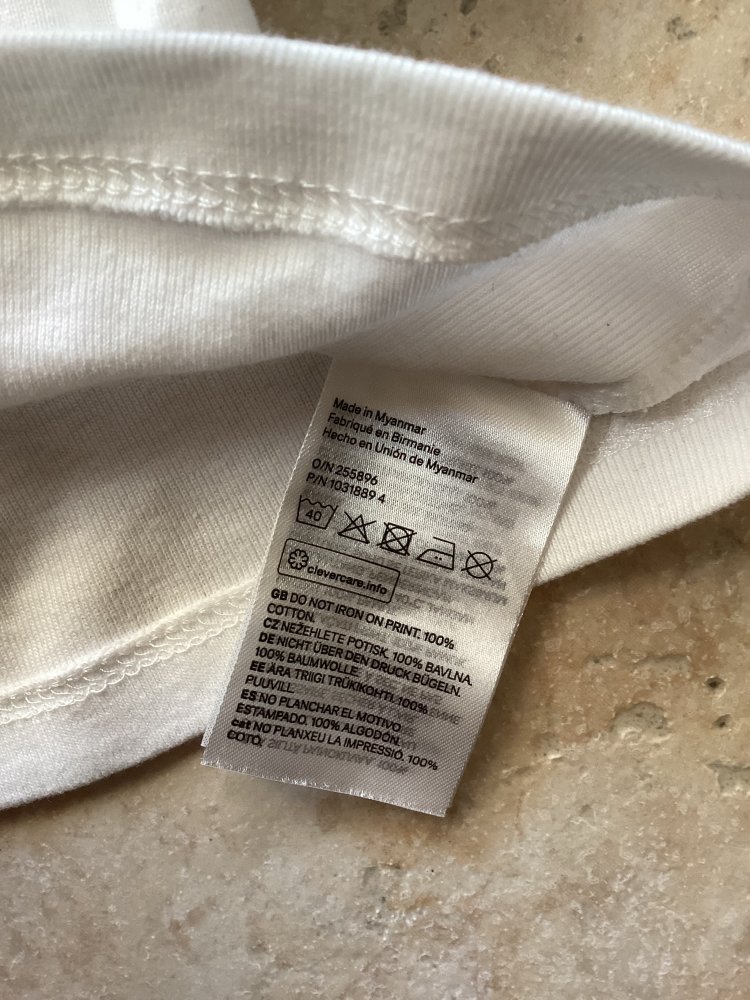 Made in Myanmar
Fabriqué en Birmanie
Hecho en Unión de Myanmar
O/N 255896
P/N 1031889 4
40
clevercare.info
GB DO NOT IRON ON PRINT. 100%
COTTON.
CZ NEŽEHLETE POTISK. 100% BAVLNA.
DE NICHT ÜBER DEN DRUCK BÜGELN.
100% BAUMWOLLE.
EE ÄRA TRIIGI TRÜKIKOHTI. 100%
PUUVILL.
ES NO PLANCHAR EL MOTIVO
ESTAMPADO. 100% ALGODÓN.
cat NO PLANXEU LA IMPRESSIÓ. 100%
COTÓ.